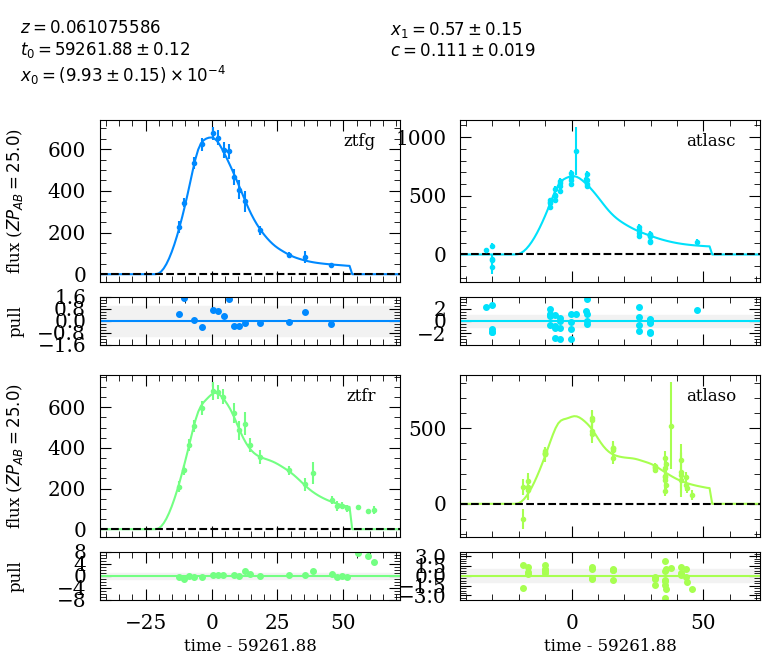 z = 0.061075586
t₀ = 59261.88 ± 0.12
x₀ = (9.93 ± 0.15) × 10⁻⁴
x₁ = 0.57 ± 0.15
c = 0.111 ± 0.019
flux (ZP_AB = 25.0)
600
400
200
0
ztfg
1000
500
0
atlasc
pull
1.6
0.8
0.0
−0.8
−1.6
2
0
−2
flux (ZP_AB = 25.0)
600
400
200
0
ztfr
500
0
atlaso
pull
8
4
0
−4
−8
3.0
1.5
0.0
−1.5
−3.0
−25 0 25 50
0 50
time - 59261.88
time - 59261.88